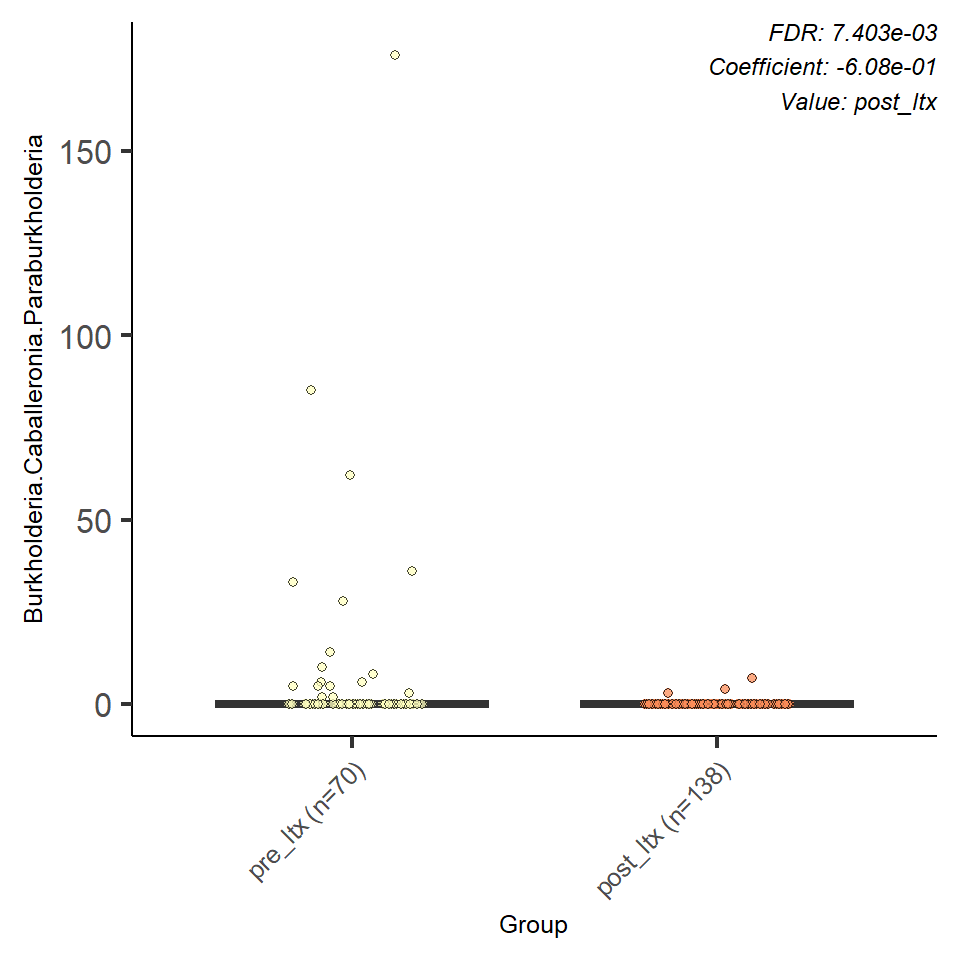 FDR: 7.403e-03
Coefficient: -6.08e-01
Value: post_ltx
Burkholderia.Caballeronia.Paraburkholderia
150
100
50
0
pre_ltx (n=70)
post_ltx (n=138)
Group